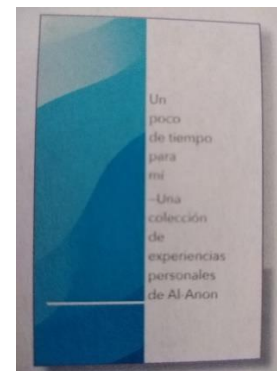 Un
poco
de tiempo
para
mí
–Una
colección
de
experiencias
personales
de Al-Anon